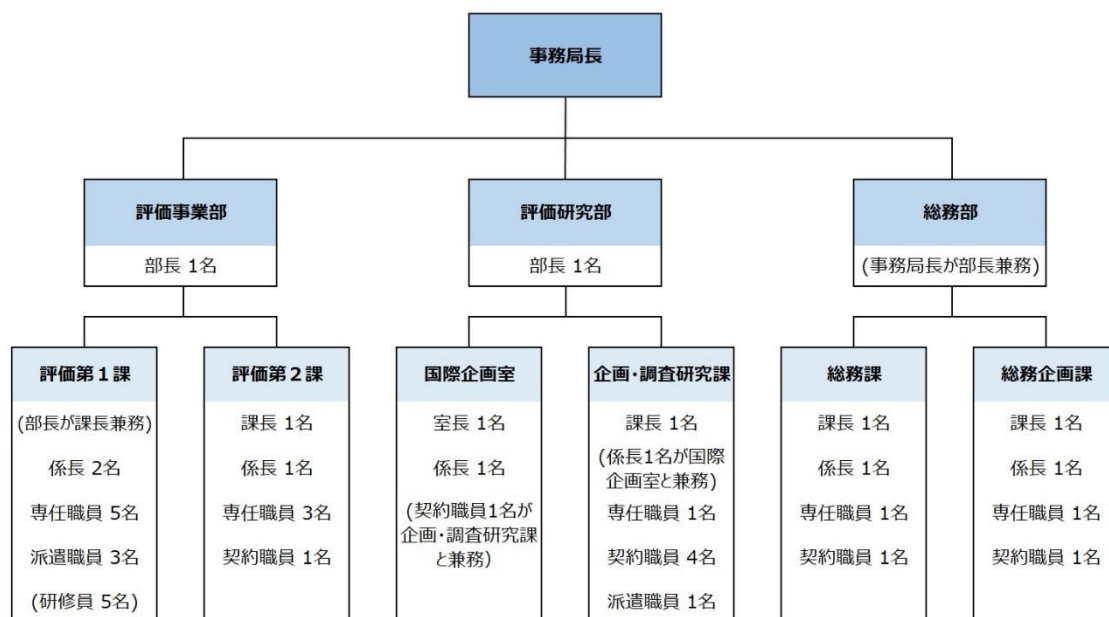 事務局長
評価事業部
部長 1名
評価研究部
部長 1名
総務部
(事務局長が部長兼務)
評価第１課
(部長が課長兼務)
係長 2名
専任職員 5名
派遣職員 3名
(研修員 5名)
評価第２課
課長 1名
係長 1名
専任職員 3名
契約職員 1名
国際企画室
室長 1名
係長 1名
(契約職員1名が
企画・調査研究課
と兼務)
企画・調査研究課
課長 1名
(係長1名が国際
企画室と兼務)
専任職員 1名
契約職員 4名
派遣職員 1名
総務課
課長 1名
係長 1名
専任職員 1名
契約職員 1名
総務企画課
課長 1名
係長 1名
専任職員 1名
契約職員 1名